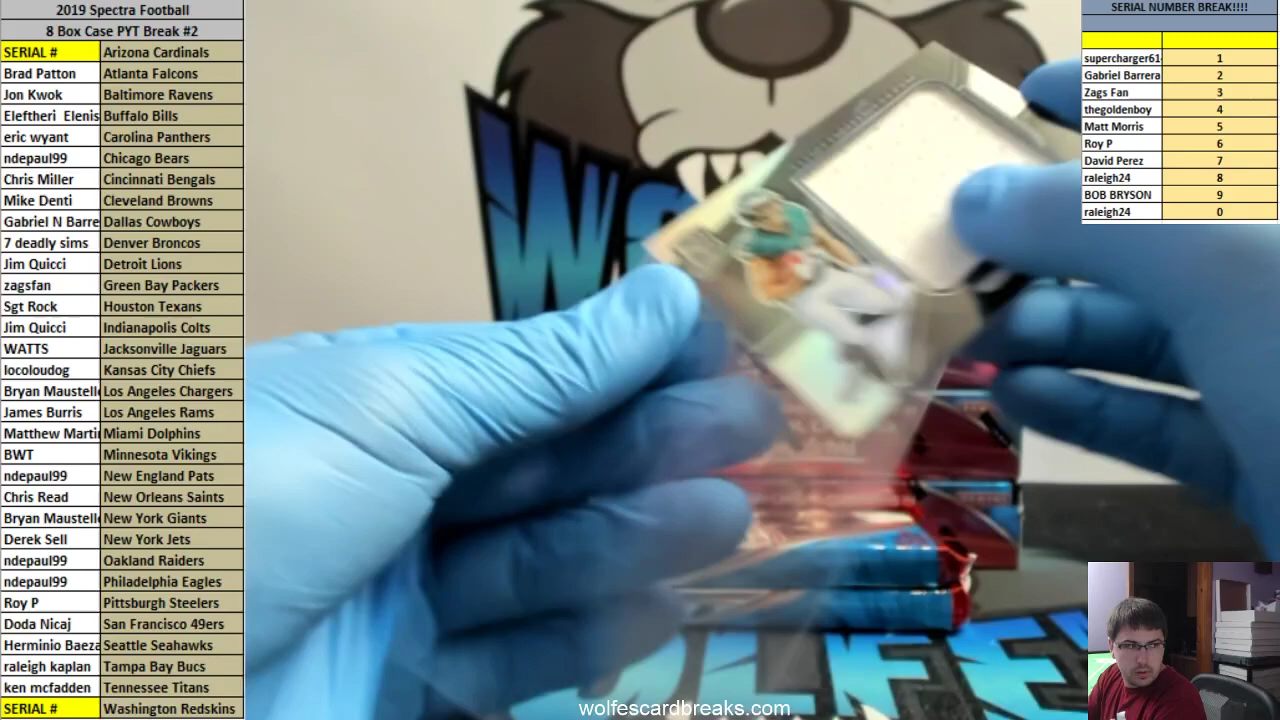 2019 Spectra Football
8 Box Case PYT Break #2
SERIAL # Arizona Cardinals
Brad Patton Atlanta Falcons
Jon Kwok Baltimore Ravens
Eleftheri Elenis Buffalo Bills
eric wyant Carolina Panthers
ndepaul99 Chicago Bears
Chris Miller Cincinnati Bengals
Mike Denti Cleveland Browns
Gabriel N Barre Dallas Cowboys
7 deadly sims Denver Broncos
Jim Quicci Detroit Lions
zagsfan Green Bay Packers
Sgt Rock Houston Texans
Jim Quicci Indianapolis Colts
WATTS Jacksonville Jaguars
locoloudog Kansas City Chiefs
Bryan Maustelle Los Angeles Chargers
James Burris Los Angeles Rams
Matthew Martin Miami Dolphins
BWT Minnesota Vikings
ndepaul99 New England Pats
Chris Read New Orleans Saints
Bryan Maustelle New York Giants
Derek Sell New York Jets
ndepaul99 Oakland Raiders
ndepaul99 Philadelphia Eagles
Roy P Pittsburgh Steelers
Doda Nicaj San Francisco 49ers
Herminio Baeza Seattle Seahawks
raleigh kaplan Tampa Bay Bucs
ken mcfadden Tennessee Titans
SERIAL # Washington Redskins
SERIAL NUMBER BREAK!!!!
supercharger61 1
Gabriel Barrera 2
Zags Fan 3
thegoldenboy 4
Matt Morris 5
Roy P 6
David Perez 7
raleigh24 8
BOB BRYSON 9
raleigh24 0
wolfescardbreaks.com